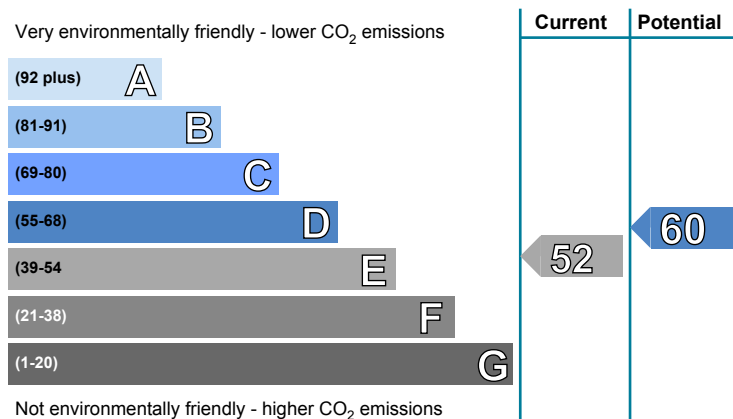 Current Potential
Very environmentally friendly - lower CO₂ emissions
(92 plus) A
(81-91) B
(69-80) C
(55-68) D
60
(39-54 E
52
(21-38) F
(1-20) G
Not environmentally friendly - higher CO₂ emissions